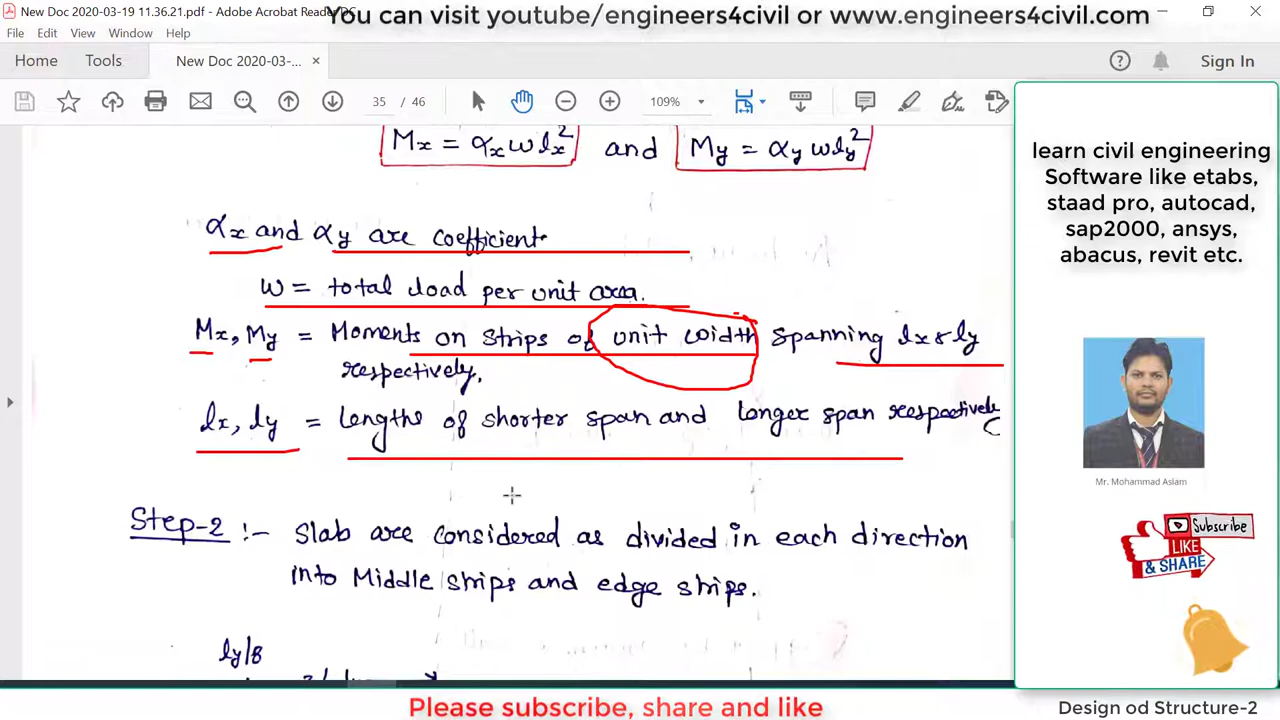 New Doc 2020-03-19 11.36.21.pdf - Adobe Acrobat Reader DC
You can visit youtube/engineers4civil or www.engineers4civil.com
File Edit View Window Help
Home Tools New Doc 2020-03-... × Sign In
35 / 46 109%
Mx = αx w lx² and My = αy w ly²
αx and αy are coefficient.
w = total load per unit area.
Mx, My = Moments on strips of unit width spanning lx & ly
respectively.
lx, ly = lengths of shorter span and longer span respectively
Step-2 :- Slab are considered as divided in each direction
into Middle strips and edge strips.
ly/8
learn civil engineering
Software like etabs,
staad pro, autocad,
sap2000, ansys,
abacus, revit etc.
Mr. Mohammad Aslam
Subscribe
LIKE
& SHARE
Please subscribe, share and like
Design od Structure-2